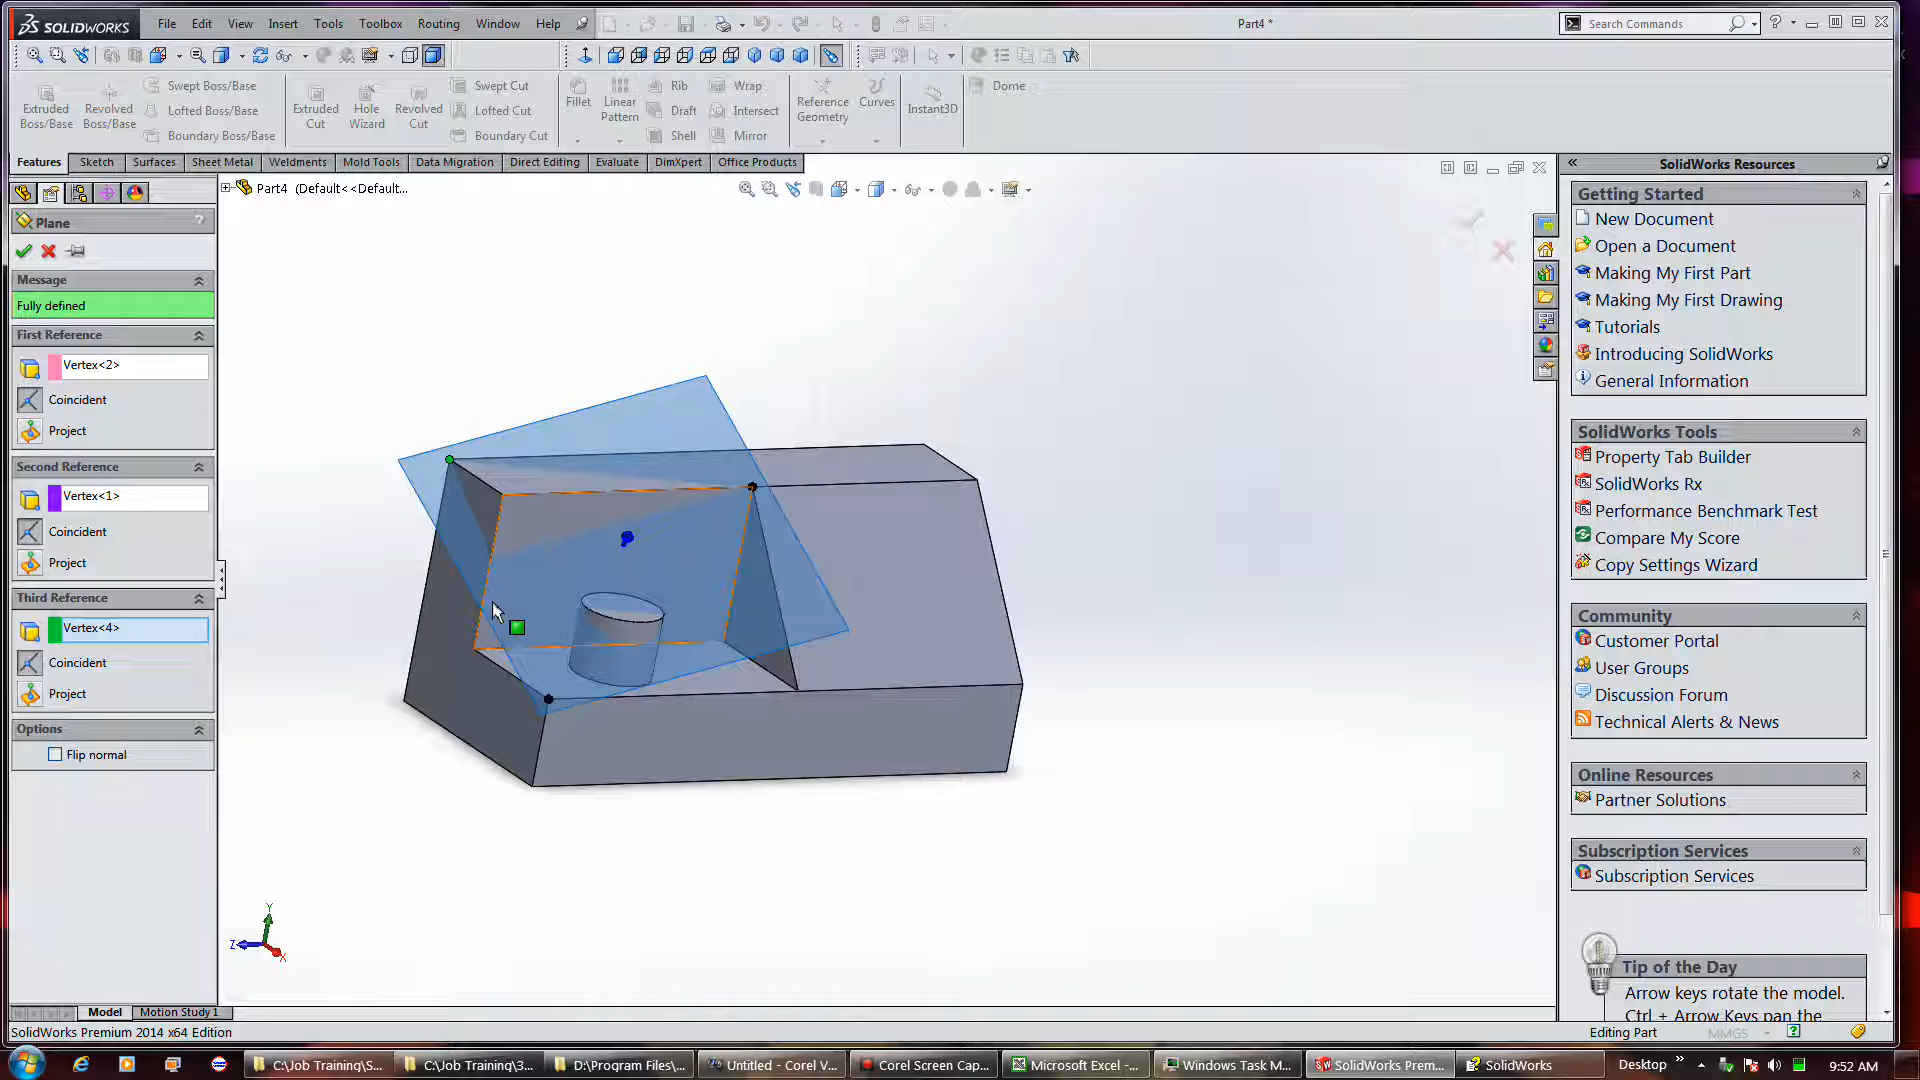 SOLIDWORKS File Edit View Insert Tools Toolbox Routing Window Help Part4 * Search Commands
Extruded Boss/Base
Revolved Boss/Base
Swept Boss/Base
Lofted Boss/Base
Boundary Boss/Base
Extruded Cut
Hole Wizard
Revolved Cut
Swept Cut
Lofted Cut
Boundary Cut
Fillet
Linear Pattern
Rib
Draft
Shell
Wrap
Intersect
Mirror
Reference Geometry
Curves
Instant3D
Dome
Features Sketch Surfaces Sheet Metal Weldments Mold Tools Data Migration Direct Editing Evaluate DimXpert Office Products
Part4 (Default<<Default...
Plane
?
Message
Fully defined
First Reference
Vertex<2>
Coincident
Project
Second Reference
Vertex<1>
Coincident
Project
Third Reference
Vertex<4>
Coincident
Project
Options
Flip normal
Y
Z
X
SolidWorks Resources
Getting Started
New Document
Open a Document
Making My First Part
Making My First Drawing
Tutorials
Introducing SolidWorks
General Information
SolidWorks Tools
Property Tab Builder
SolidWorks Rx
Performance Benchmark Test
Compare My Score
Copy Settings Wizard
Community
Customer Portal
User Groups
Discussion Forum
Technical Alerts & News
Online Resources
Partner Solutions
Subscription Services
Subscription Services
Tip of the Day
Arrow keys rotate the model.
Ctrl + Arrow Keys pan the
Model Motion Study 1
SolidWorks Premium 2014 x64 Edition Editing Part MMGS
C:\Job Training\S... C:\Job Training\3... D:\Program Files\... Untitled - Corel V... Corel Screen Cap... Microsoft Excel -... Windows Task M... SolidWorks Prem... SolidWorks Desktop 9:52 AM